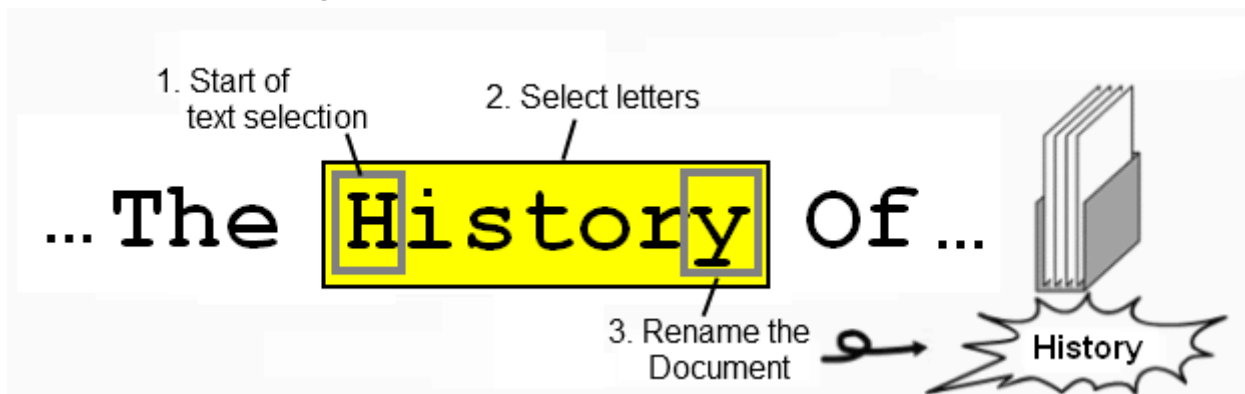 1. Start of
text selection
2. Select letters
...The History Of...
3. Rename the
Document
History